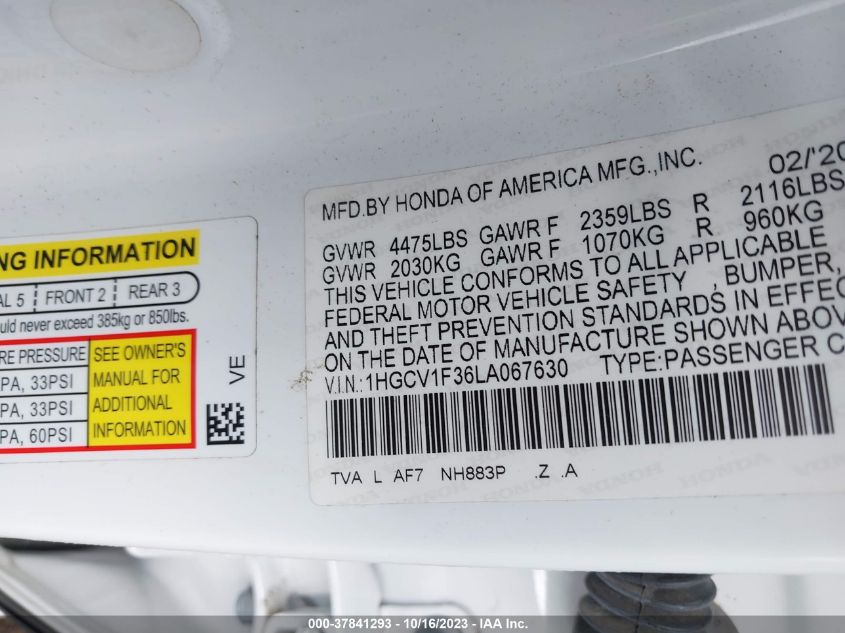 NG INFORMATION
AL 5 FRONT 2 REAR 3
ould never exceed 385kg or 850lbs.
RE PRESSURE
PA, 33PSI
PA, 33PSI
PA, 60PSI
SEE OWNER'S
MANUAL FOR
ADDITIONAL
INFORMATION
VE
MFD.BY HONDA OF AMERICA MFG.,INC. 02/'20
GVWR 4475LBS GAWR F 2359LBS R 2116LBS
GVWR 2030KG GAWR F 1070KG R 960KG
THIS VEHICLE CONFORMS TO ALL APPLICABLE
FEDERAL MOTOR VEHICLE SAFETY , BUMPER,
AND THEFT PREVENTION STANDARDS IN EFFEC
ON THE DATE OF MANUFACTURE SHOWN ABOV
V.I.N.:1HGCV1F36LA067630 TYPE:PASSENGER C
TVA L AF7 NH883P .Z .A
000-37841293 - 10/16/2023 - IAA Inc.